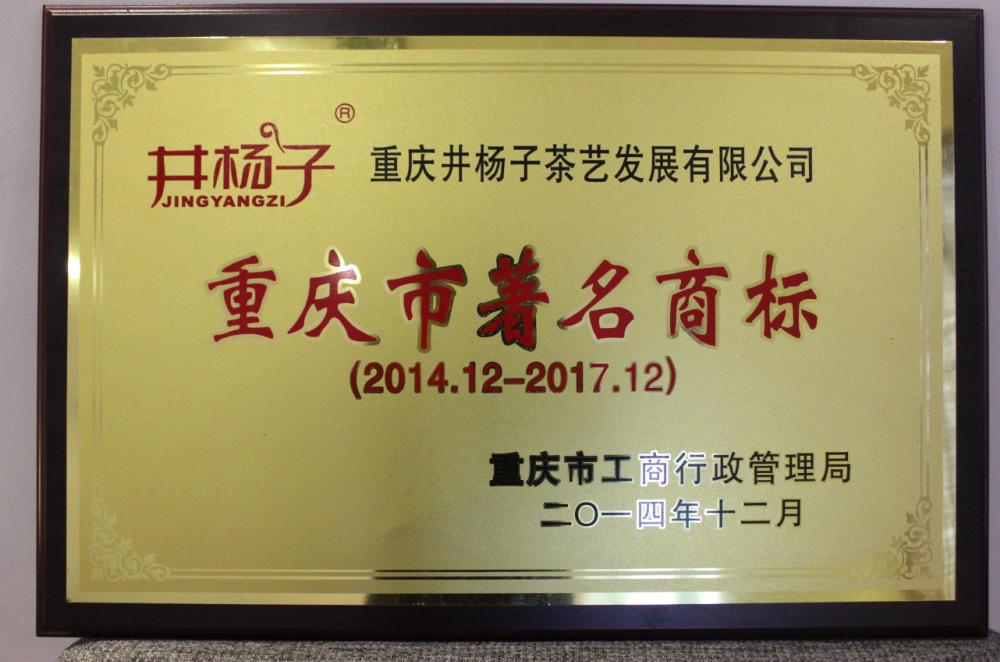 井杨子®
JINGYANGZI
重庆井杨子茶艺发展有限公司
重庆市著名商标
(2014.12-2017.12)
重庆市工商行政管理局
二〇一四年十二月